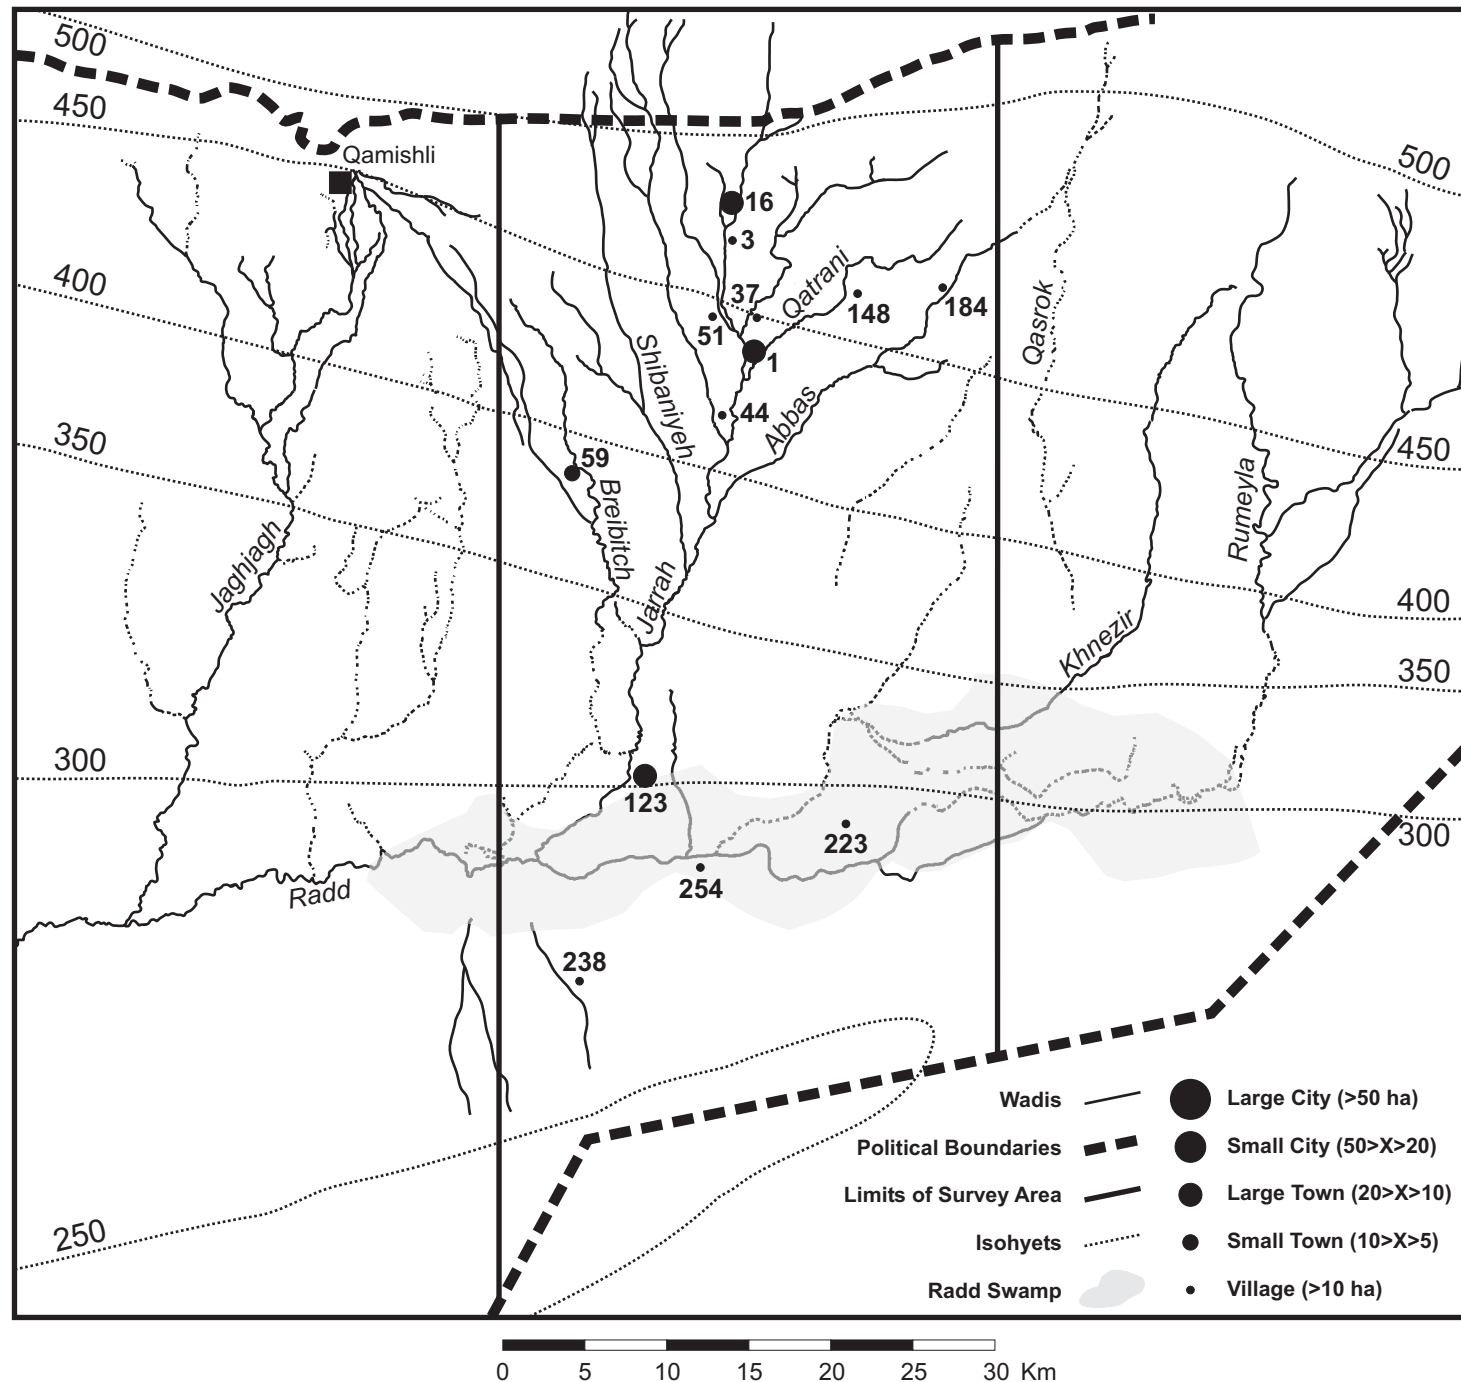 500
450
Qamishli
500
16
3
400
37
Qatrani
148
184
Qasrok
51
1
Shibaniyeh
44
Abbas
350
450
59
Breibitch
Rumeyla
Jaghjagh
Jarrah
400
Khnezir
350
300
123
223
300
254
Radd
238
250
Wadis
Large City (>50 ha)
Political Boundaries
Small City (50>X>20)
Limits of Survey Area
Large Town (20>X>10)
Isohyets
Small Town (10>X>5)
Radd Swamp
Village (>10 ha)
0 5 10 15 20 25 30 Km